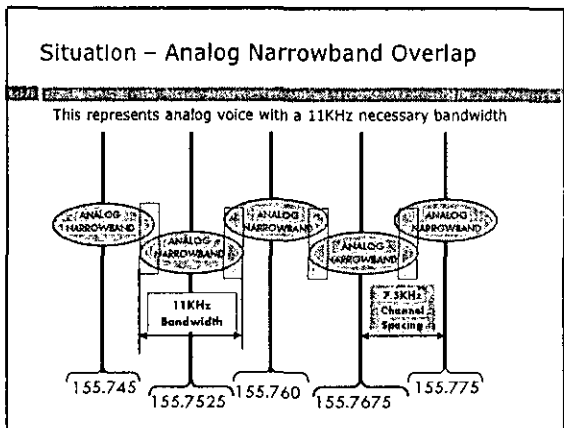 Situation – Analog Narrowband Overlap
This represents analog voice with a 11KHz necessary bandwidth
ANALOG
NARROWBAND
ANALOG
NARROWBAND
ANALOG
NARROWBAND
ANALOG
NARROWBAND
ANALOG
NARROWBAND
11KHz
Bandwidth
7.5KHz
Channel
Spacing
155.745
155.7525
155.760
155.7675
155.775